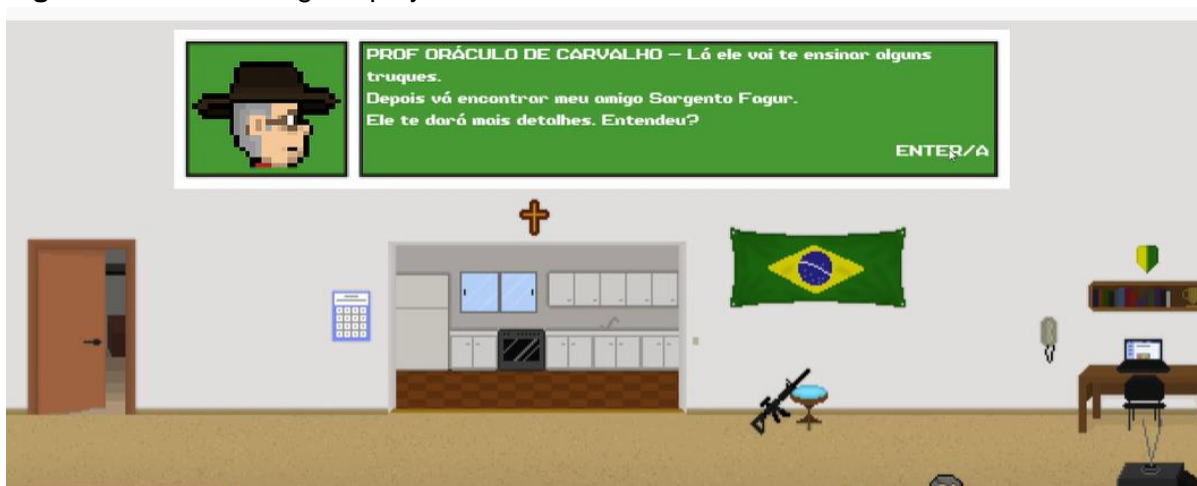 PROF ORÁCULO DE CARVALHO – Lá ele vai te ensinar alguns
truques.
Depois vá encontrar meu amigo Sargento Fagur.
Ele te dará mais detalhes. Entendeu?
ENTER/A